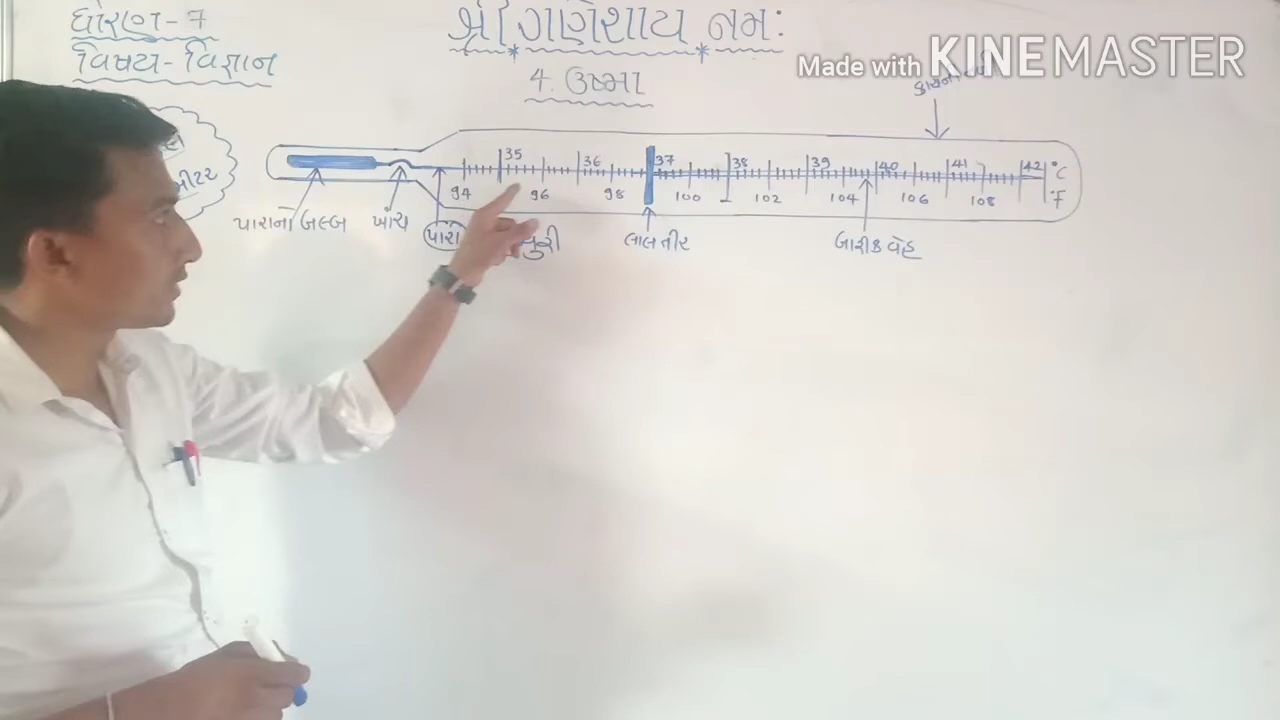 ધોરણ - 7
શ્રી ગણેશાય નમઃ
વિષય - વિજ્ઞાન
Made with KINEMASTER
4. ઉષ્મા
મીટર
35 36 37 38 39 40 41 42 °C
94 96 98 100 102 104 106 108 °F
પારાનો બલ્બ ખાંચ પારા લાલ તીર બારીક વેહ